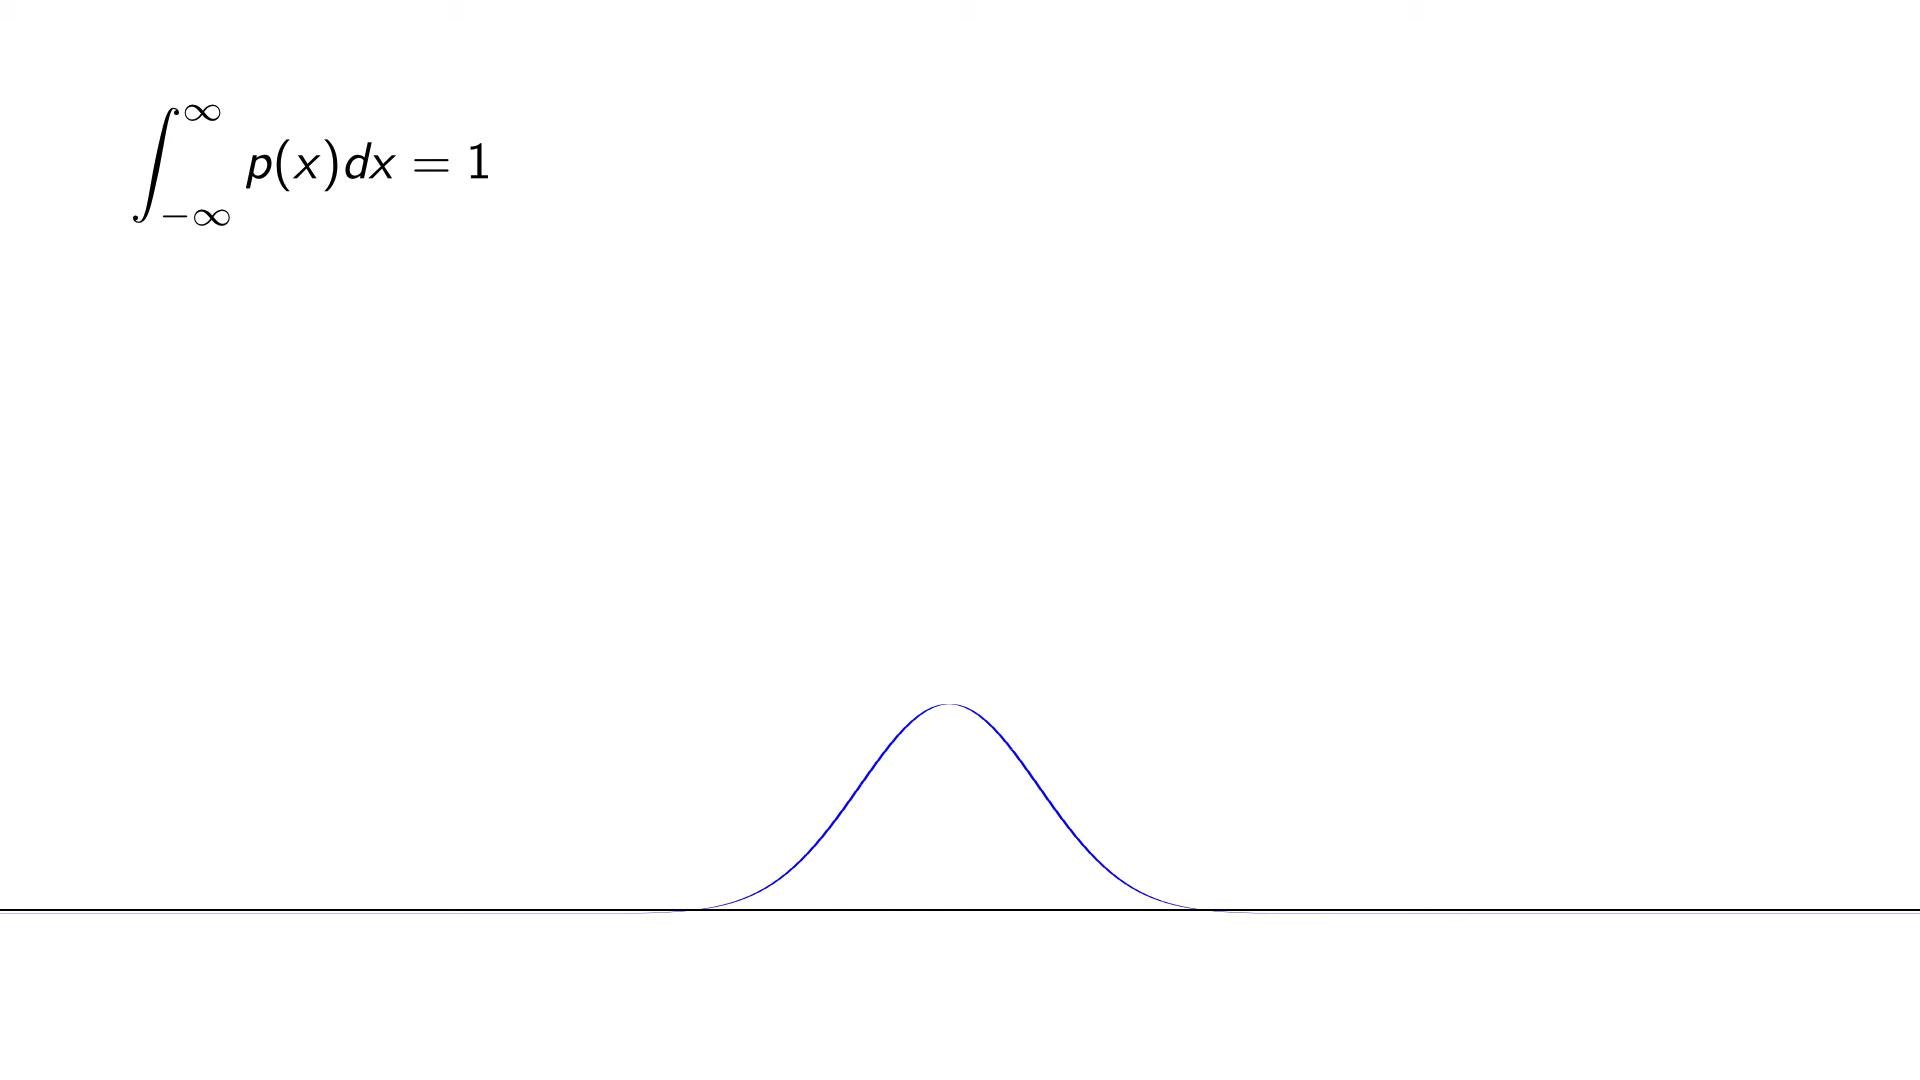 ∫_{-∞}^{∞} p(x)dx = 1